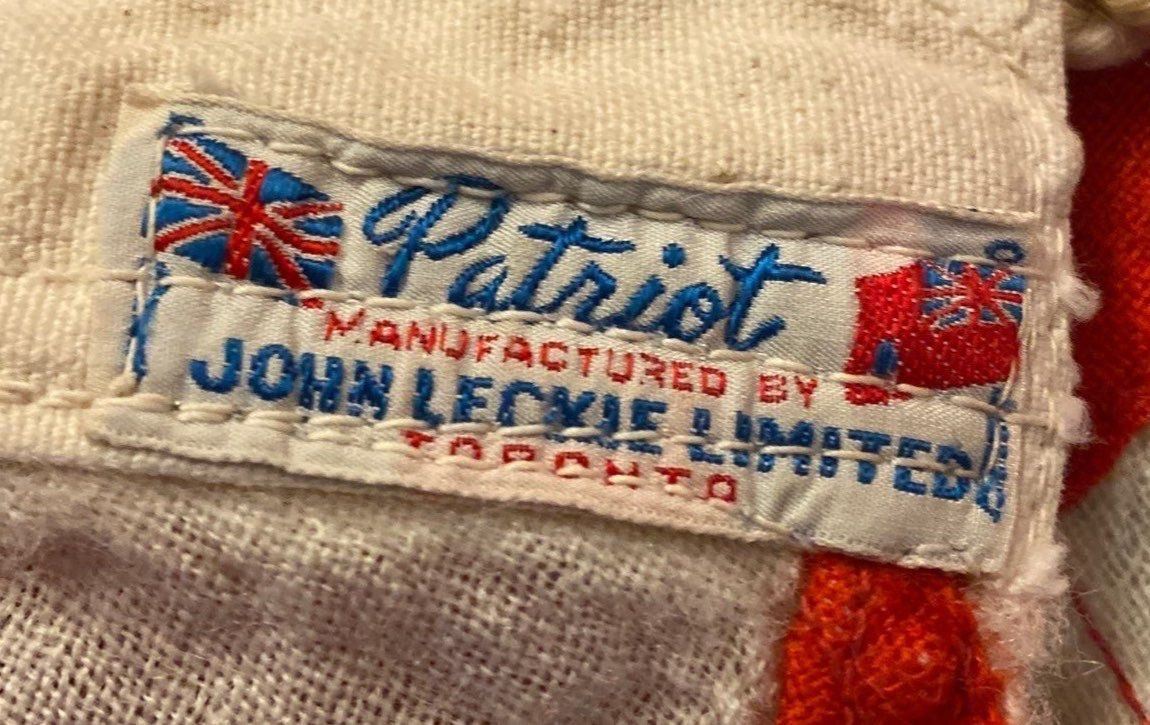 Patriot
MANUFACTURED BY
JOHN LECKIE LIMITED
TORONTO